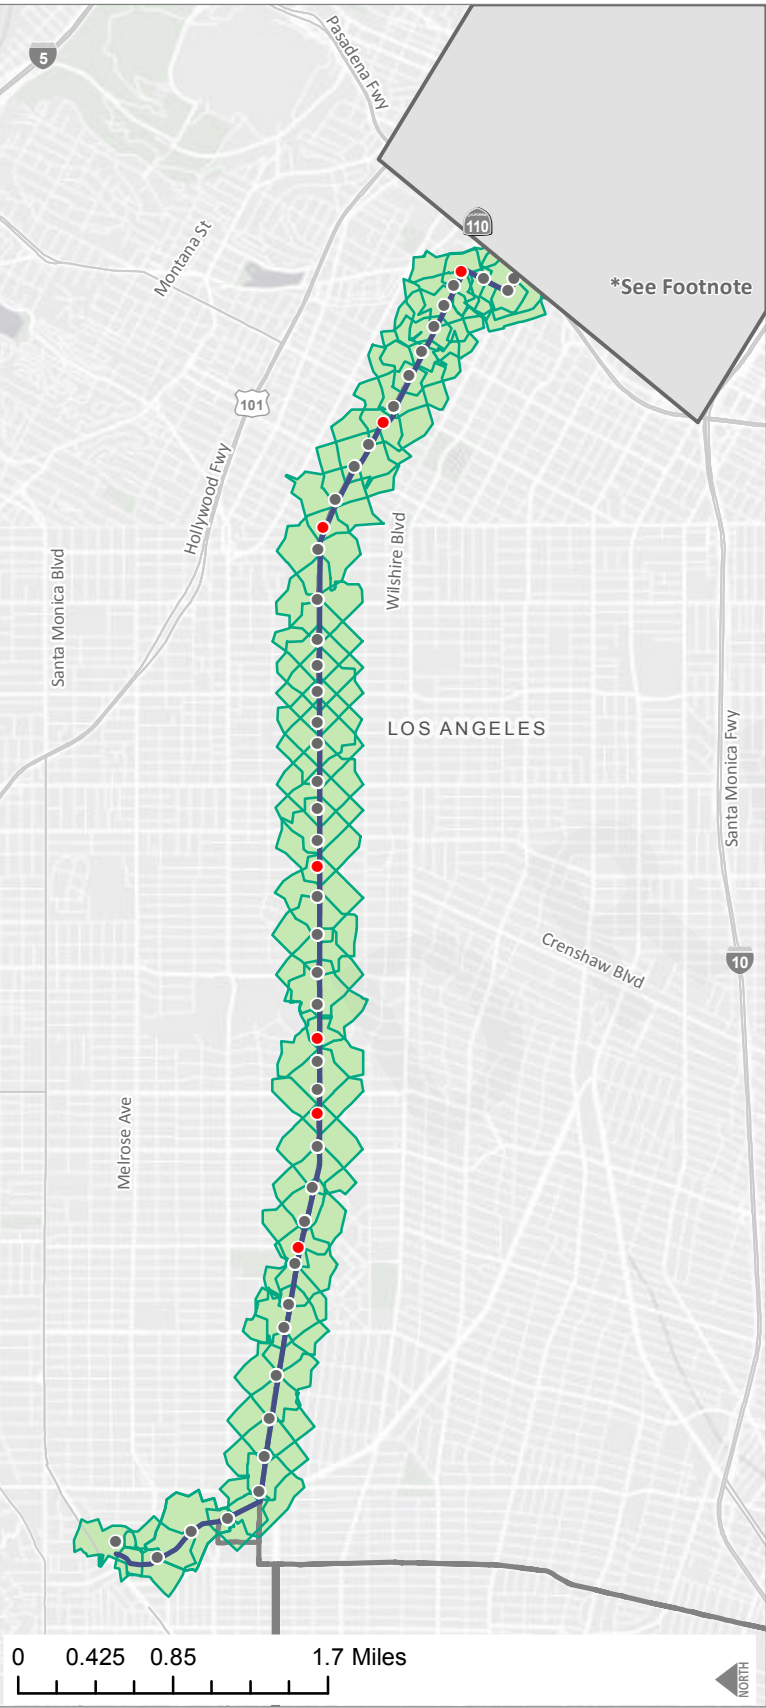 5
Pasadena Fwy
CALIFORNIA
110
Montana St
*See Footnote
101
Hollywood Fwy
Wilshire Blvd
Santa Monica Blvd
LOS ANGELES
Santa Monica Fwy
Crenshaw Blvd
10
Melrose Ave
0 0.425 0.85 1.7 Miles
NORTH